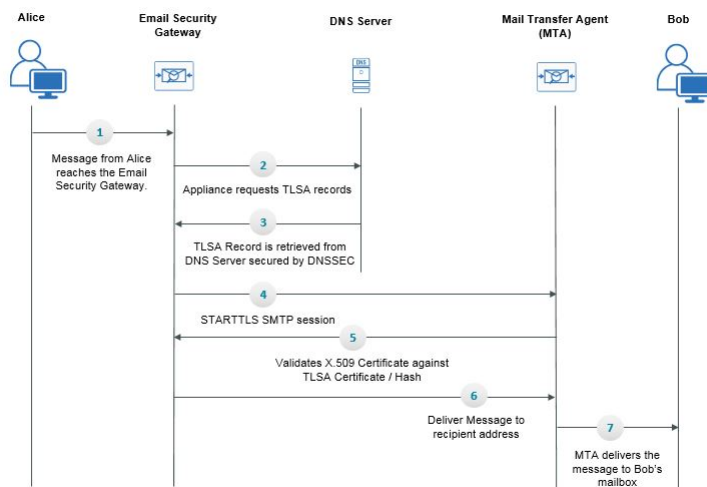 Alice
Email Security
Gateway
DNS Server
Mail Transfer Agent
(MTA)
Bob
DNS
1
Message from Alice
reaches the Email
Security Gateway.
2
Appliance requests TLSA records
3
TLSA Record is retrieved from
DNS Server secured by DNSSEC
4
STARTTLS SMTP session
5
Validates X.509 Certificate against
TLSA Certificate / Hash
6
Deliver Message to
recipient address
7
MTA delivers the
message to Bob's
mailbox